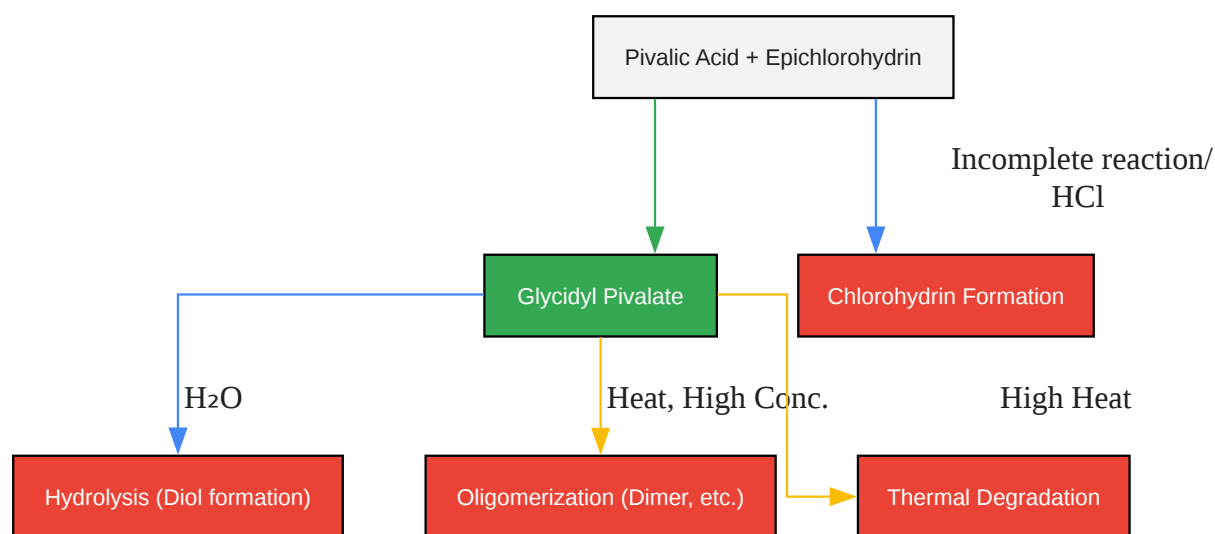 Pivalic Acid + Epichlorohydrin
Incomplete reaction/
HCl
Glycidyl Pivalate
Chlorohydrin Formation
H₂O
Heat, High Conc.
High Heat
Hydrolysis (Diol formation)
Oligomerization (Dimer, etc.)
Thermal Degradation